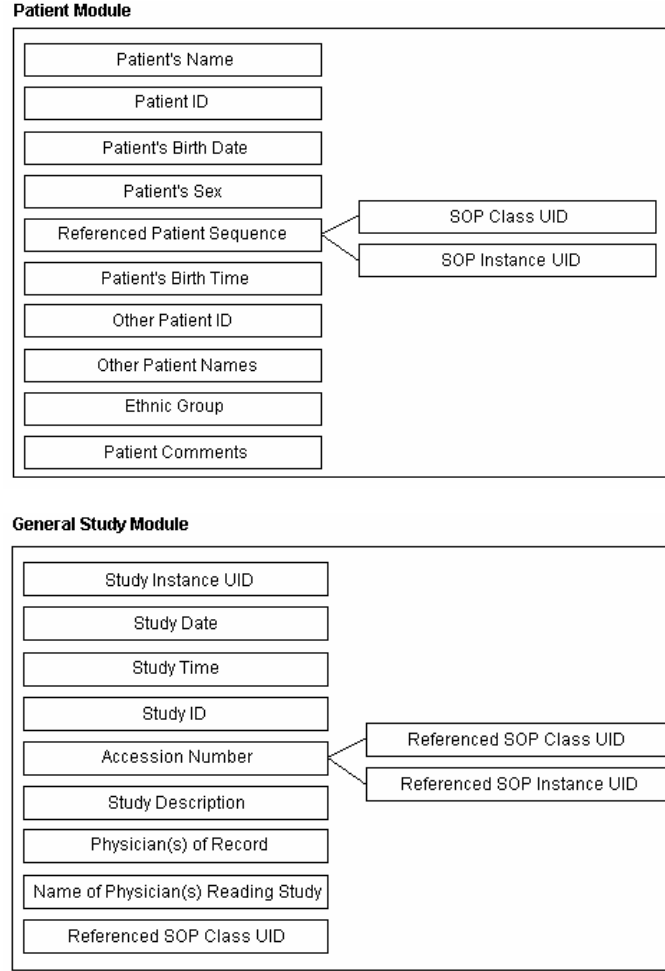 Patient Module
Patient's Name
Patient ID
Patient's Birth Date
Patient's Sex
Referenced Patient Sequence
SOP Class UID
SOP Instance UID
Patient's Birth Time
Other Patient ID
Other Patient Names
Ethnic Group
Patient Comments
General Study Module
Study Instance UID
Study Date
Study Time
Study ID
Accession Number
Referenced SOP Class UID
Referenced SOP Instance UID
Study Description
Physician(s) of Record
Name of Physician(s) Reading Study
Referenced SOP Class UID